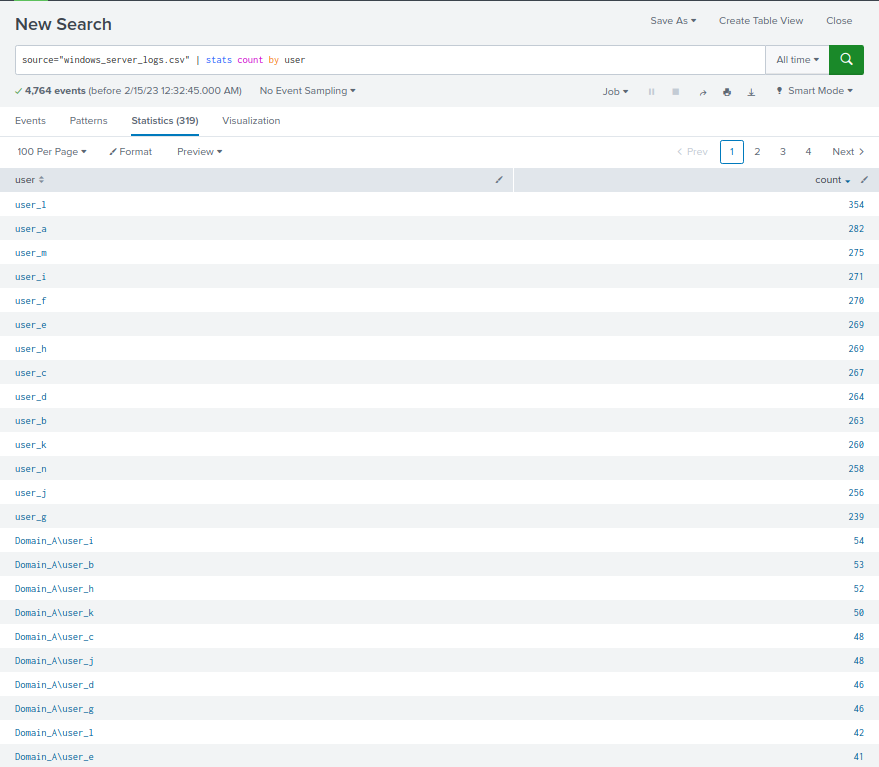 New Search
Save As Create Table View Close
source="windows_server_logs.csv" | stats count by user
All time
4,764 events (before 2/15/23 12:32:45.000 AM) No Event Sampling
Job Smart Mode
Events Patterns Statistics (319) Visualization
100 Per Page Format Preview
Prev 1 2 3 4 Next
user count
user_l 354
user_a 282
user_m 275
user_i 271
user_f 270
user_e 269
user_h 269
user_c 267
user_d 264
user_b 263
user_k 260
user_n 258
user_j 256
user_g 239
Domain_A\user_i 54
Domain_A\user_b 53
Domain_A\user_h 52
Domain_A\user_k 50
Domain_A\user_c 48
Domain_A\user_j 48
Domain_A\user_d 46
Domain_A\user_g 46
Domain_A\user_l 42
Domain_A\user_e 41